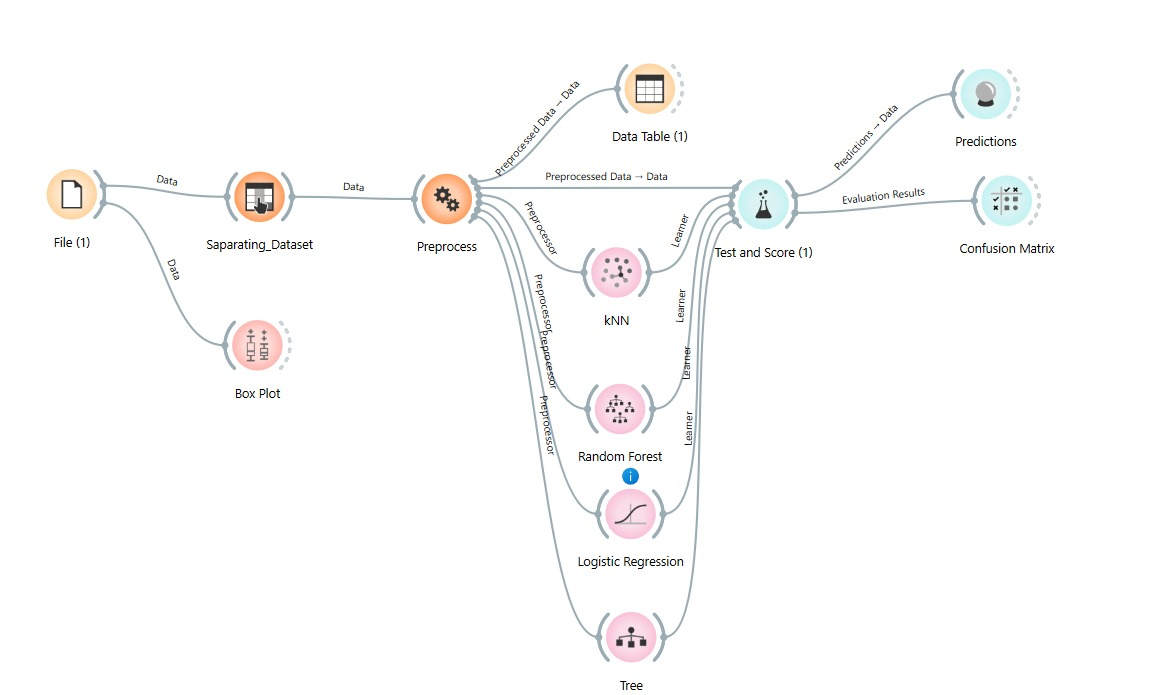 Data Table (1)
Preprocessed Data → Data
Predictions
Predictions → Data
File (1)
Data
Saparating_Dataset
Data
Preprocess
Preprocessed Data → Data
Test and Score (1)
Evaluation Results
Confusion Matrix
Data
Box Plot
Preprocessor
Learner
kNN
Preprocessor
Learner
Random Forest
i
Preprocessor
Learner
Logistic Regression
Preprocessor
Learner
Tree